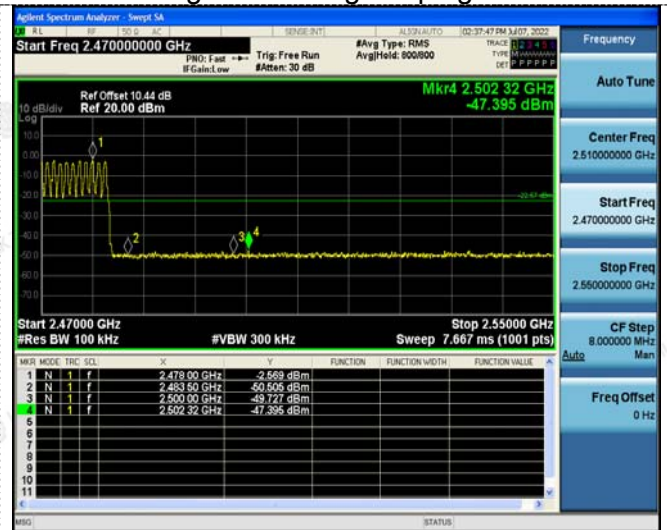 Agilent Spectrum Analyzer - Swept SA
RL RF 50 Ω AC SENSE:INT ALIGNAUTO 02:37:47 PM Jul 07, 2022
Start Freq 2.470000000 GHz
PNO: Fast
IFGain:Low
Trig: Free Run
#Atten: 30 dB
#Avg Type: RMS
Avg|Hold: 800/800
TRACE 1 2 3 4 5 6
TYPE
DET P P P P P P
Ref Offset 10.44 dB
Ref 20.00 dBm
10 dB/div
Log
Mkr4 2.502 32 GHz
-47.395 dBm
10.0
0.00
-10.0
-20.0
-30.0
-40.0
-50.0
-60.0
-70.0
1
2
3
4
Start 2.47000 GHz
#Res BW 100 kHz
#VBW 300 kHz
Stop 2.55000 GHz
Sweep 7.667 ms (1001 pts)
MKR MODE TRC SCL X Y FUNCTION FUNCTION WIDTH FUNCTION VALUE
1 N 1 f 2.478 00 GHz -2.569 dBm
2 N 1 f 2.483 50 GHz -50.505 dBm
3 N 1 f 2.500 00 GHz -49.727 dBm
4 N 1 f 2.502 32 GHz -47.395 dBm
5
6
7
8
9
10
11
MSG STATUS
Frequency
Auto Tune
Center Freq
2.510000000 GHz
Start Freq
2.470000000 GHz
Stop Freq
2.550000000 GHz
CF Step
8.000000 MHz
Auto Man
Freq Offset
0 Hz